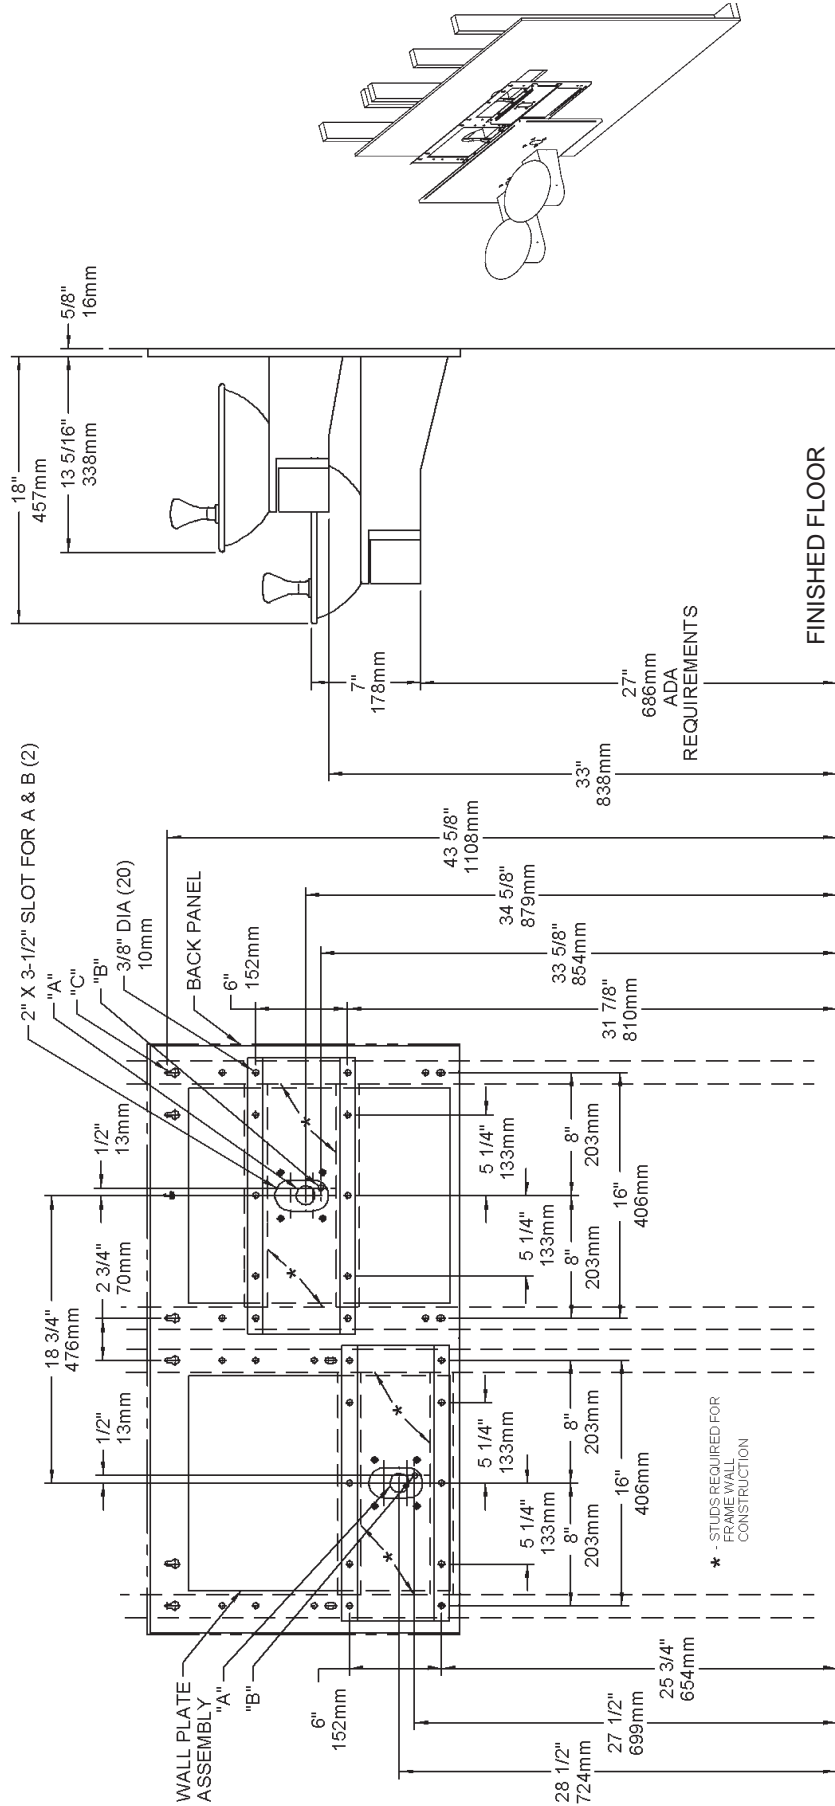 5/8"
16mm
18"
457mm
13 5/16"
338mm
7"
178mm
27"
686mm
ADA
REQUIREMENTS
33"
838mm
FINISHED FLOOR
2" X 3-1/2" SLOT FOR A & B (2)
"A"
"C"
"B"
3/8" DIA (20)
10mm
BACK PANEL
6"
152mm
43 5/8"
1108mm
34 5/8"
879mm
33 5/8"
854mm
31 7/8"
810mm
1/2"
13mm
18 3/4"
476mm
2 3/4"
70mm
1/2"
13mm
5 1/4"
133mm
8"
203mm
5 1/4"
133mm
8"
203mm
16"
406mm
5 1/4"
133mm
8"
203mm
5 1/4"
133mm
8"
203mm
16"
406mm
* - STUDS REQUIRED FOR
FRAME WALL
CONSTRUCTION
*
*
*
*
WALL PLATE
ASSEMBLY
"A"
"B"
6"
152mm
25 3/4"
654mm
27 1/2"
699mm
28 1/2"
724mm